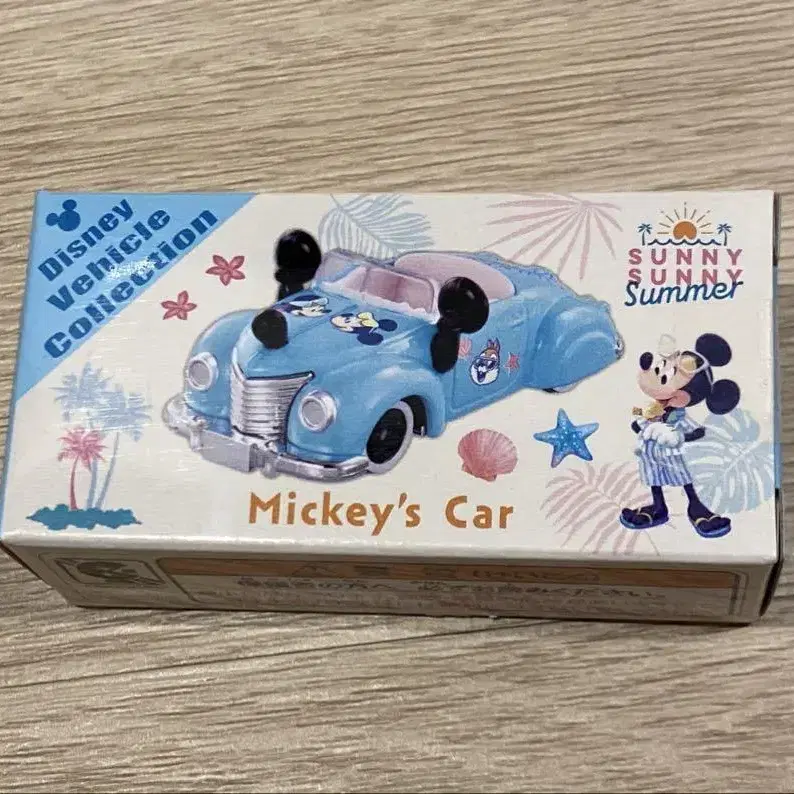 Disney
Vehicle
Collection
SUNNY
SUNNY
Summer
Mickey's Car